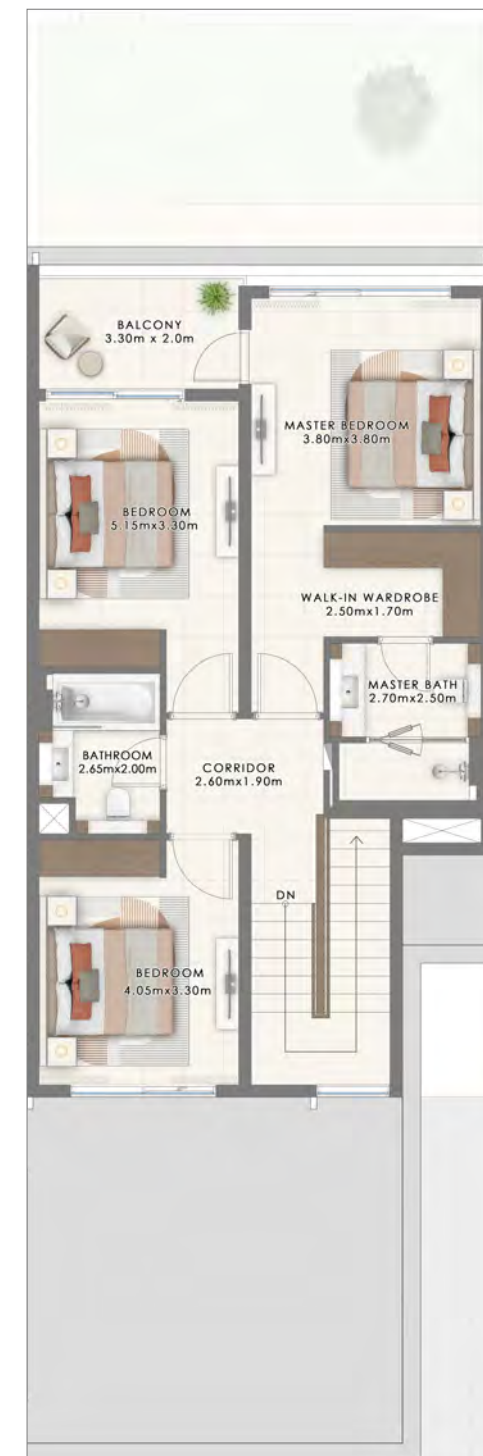 BALCONY
3.30m x 2.0m
MASTER BEDROOM
3.80mx3.80m
BEDROOM
5.15mx3.30m
WALK-IN WARDROBE
2.50mx1.70m
MASTER BATH
2.70mx2.50m
BATHROOM
2.65mx2.00m
CORRIDOR
2.60mx1.90m
DN
BEDROOM
4.05mx3.30m